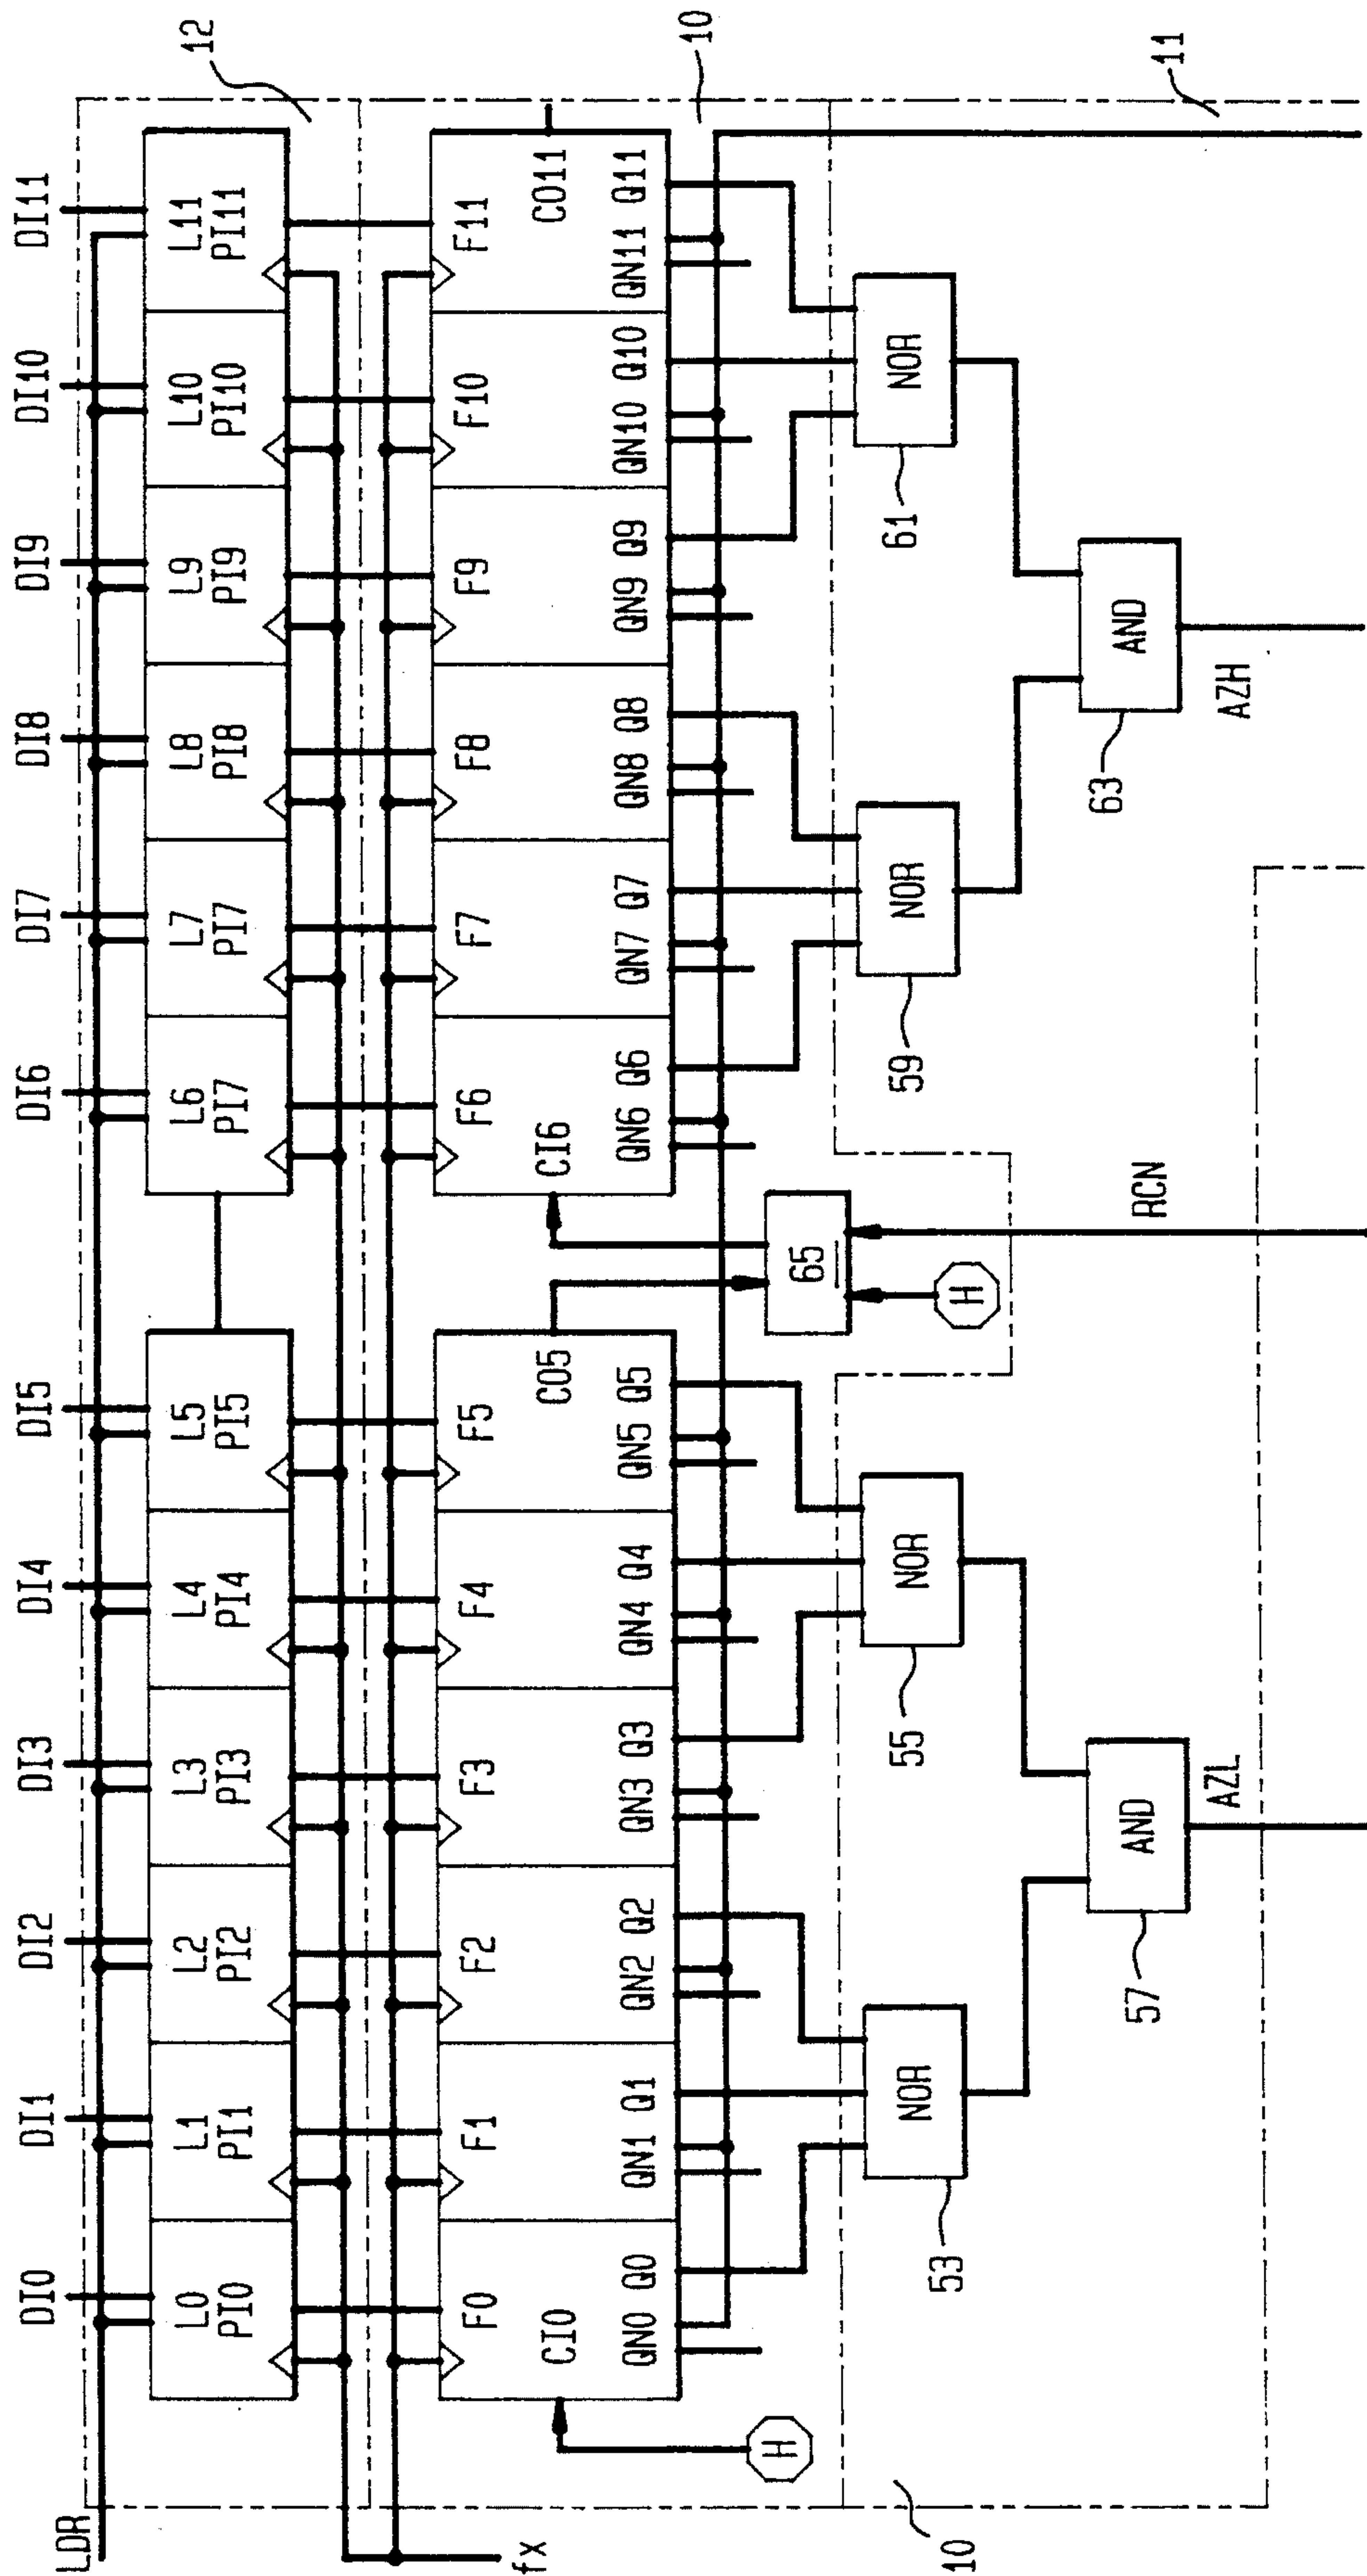 LDR DI0 DI1 DI2 DI3 DI4 DI5 DI6 DI7 DI8 DI9 DI10 DI11
12
L0 L1 L2 L3 L4 L5 L6 L7 L8 L9 L10 L11
PI0 PI1 PI2 PI3 PI4 PI5 PI7 PI7 PI8 PI9 PI10 PI11
F0 F1 F2 F3 F4 F5 F6 F7 F8 F9 F10 F11
fx
10
CI0 CO5 CI6 CO11
QN0 Q0 QN1 Q1 QN2 Q2 QN3 Q3 QN4 Q4 QN5 Q5 QN6 Q6 QN7 Q7 QN8 Q8 QN9 Q9 QN10 Q10 QN11 Q11
H
65
H
NOR NOR NOR NOR
53 55 59 61
10
RCN
11
AND AND
57 63
AZL AZH